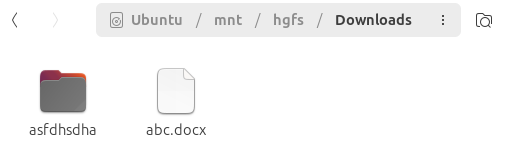 Ubuntu / mnt / hgfs / Downloads
asfdhsdha abc.docx